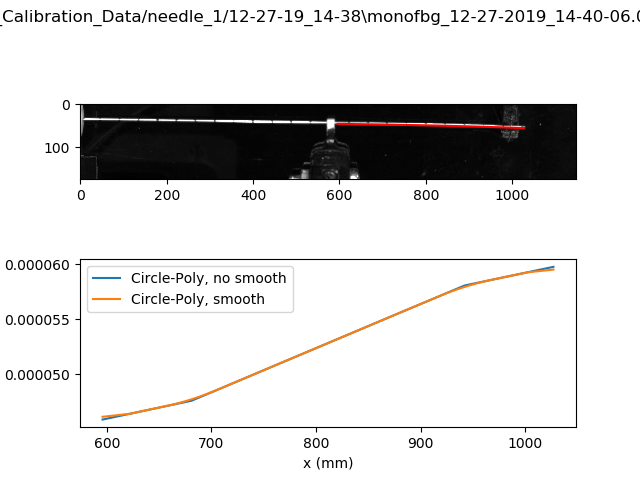 _Calibration_Data/needle_1/12-27-19_14-38\monofbg_12-27-2019_14-40-06.0
0
100
0 200 400 600 800 1000
0.000060
0.000055
0.000050
Circle-Poly, no smooth
Circle-Poly, smooth
600 700 800 900 1000
x (mm)